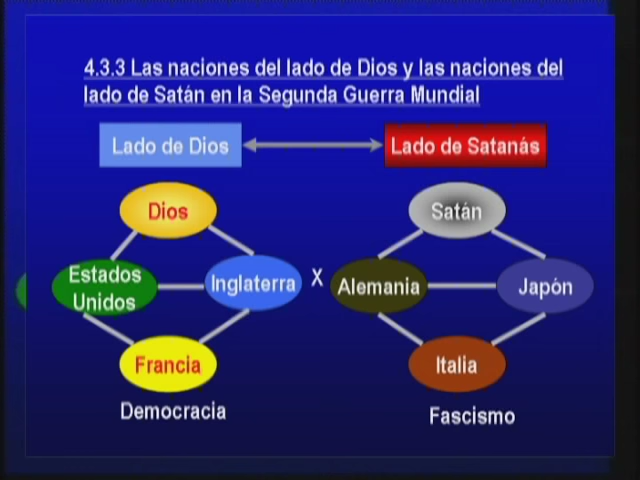 4.3.3 Las naciones del lado de Dios y las naciones del
lado de Satán en la Segunda Guerra Mundial
Lado de Dios
Lado de Satanás
Dios
Satán
Estados
Unidos
Inglaterra
X
Alemania
Japón
Francia
Italia
Democracia
Fascismo